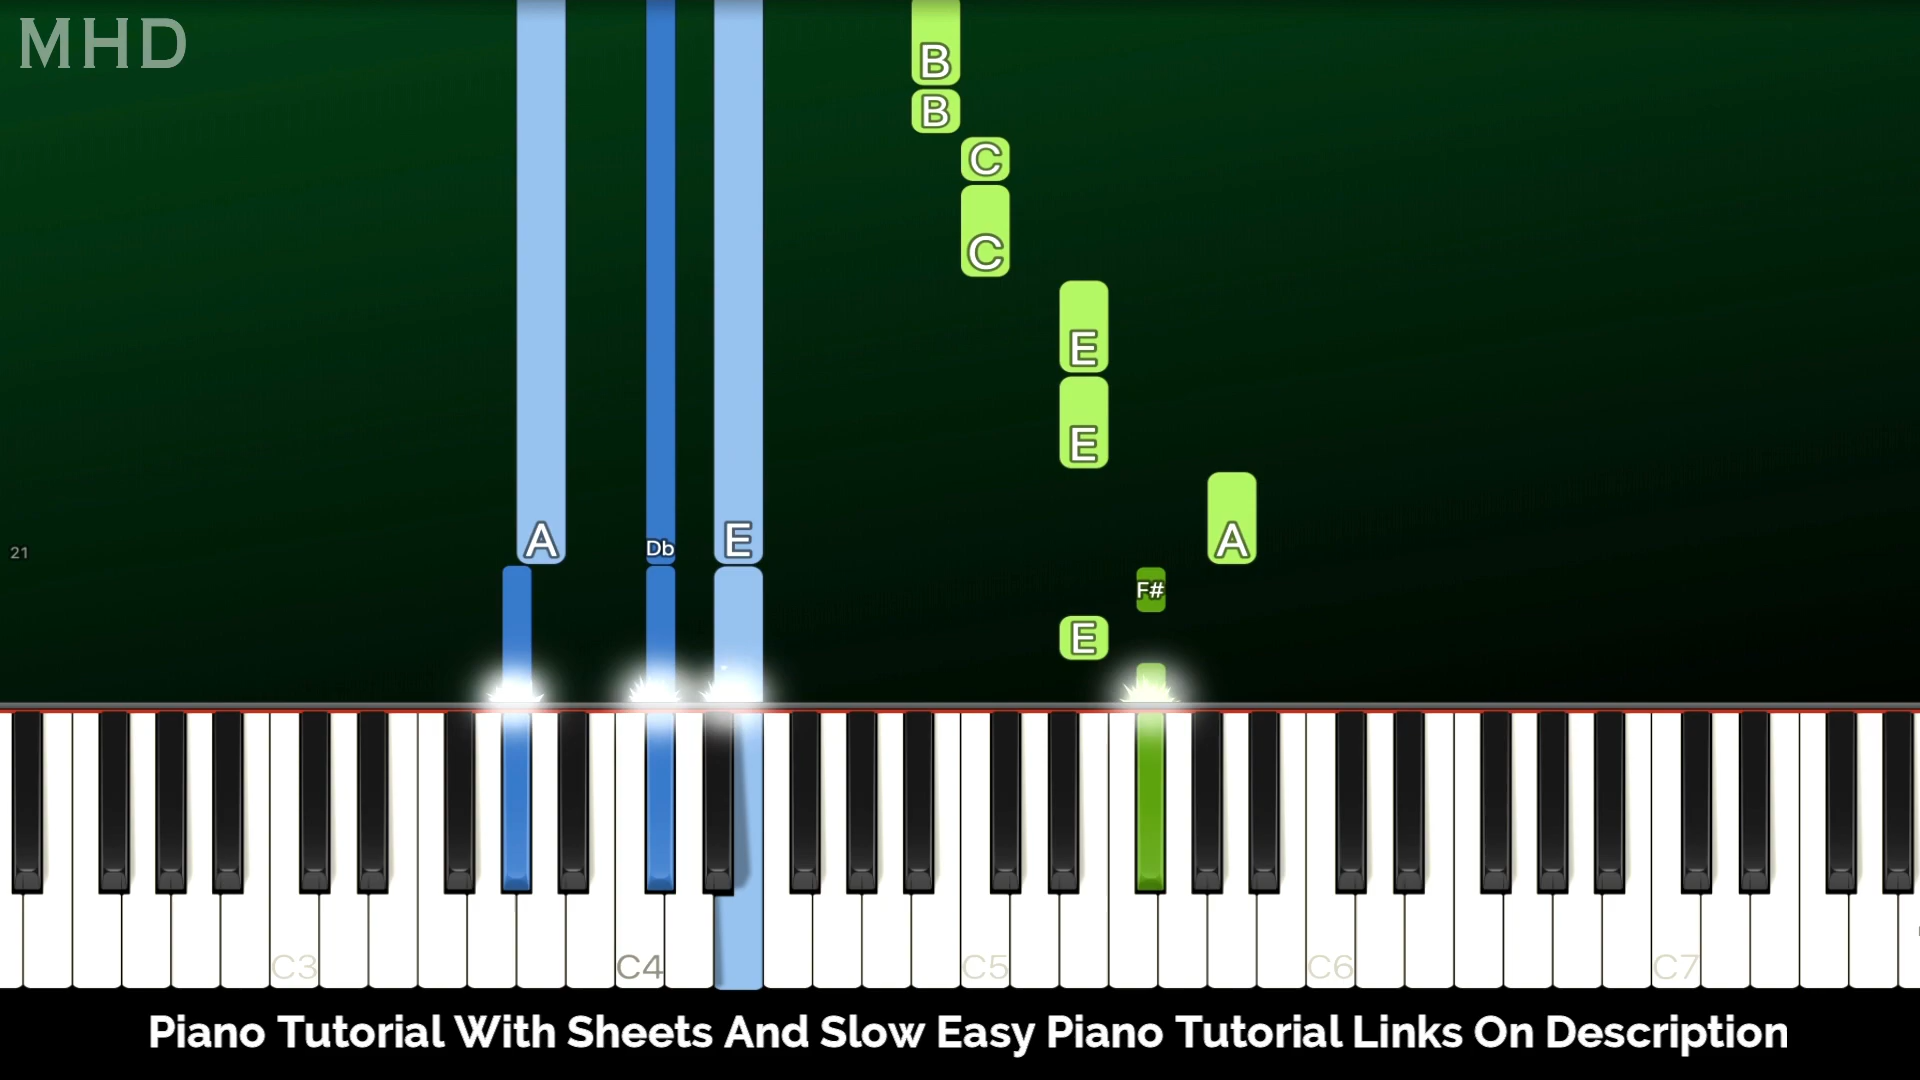 MHD
B
B
C
C
E
E
A Db E A
21
F#
E
C3 C4 C5 C6 C7
Piano Tutorial With Sheets And Slow Easy Piano Tutorial Links On Description